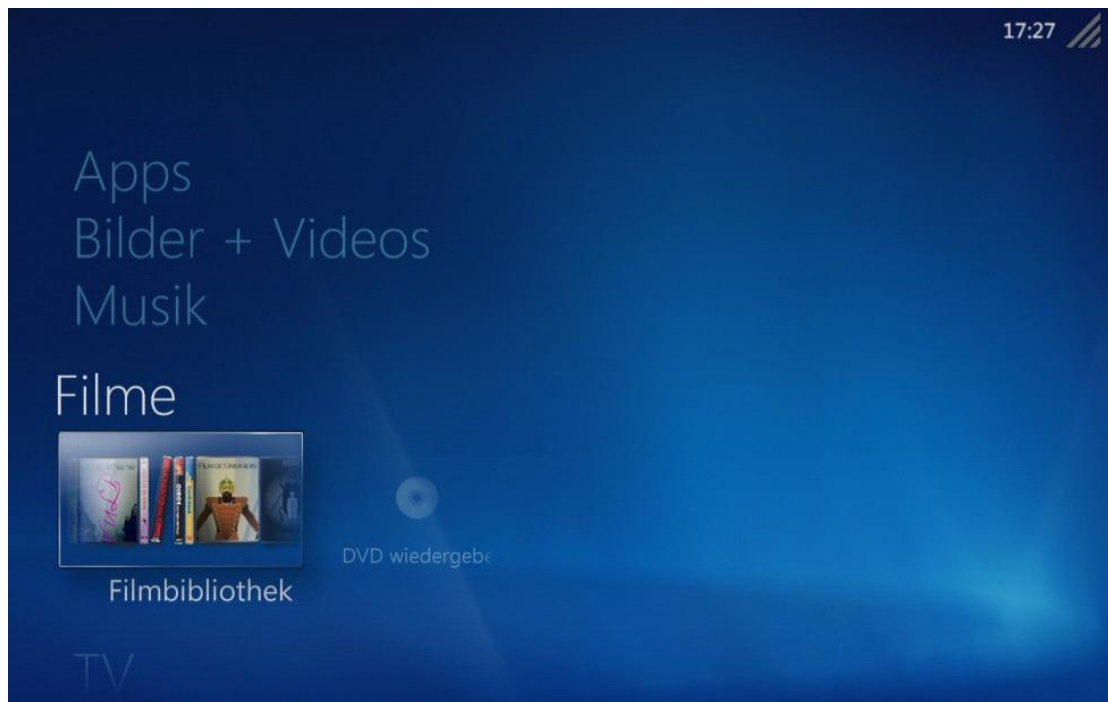 17:27
Apps
Bilder + Videos
Musik
Filme
DVD wiedergebe
Filmbibliothek
TV